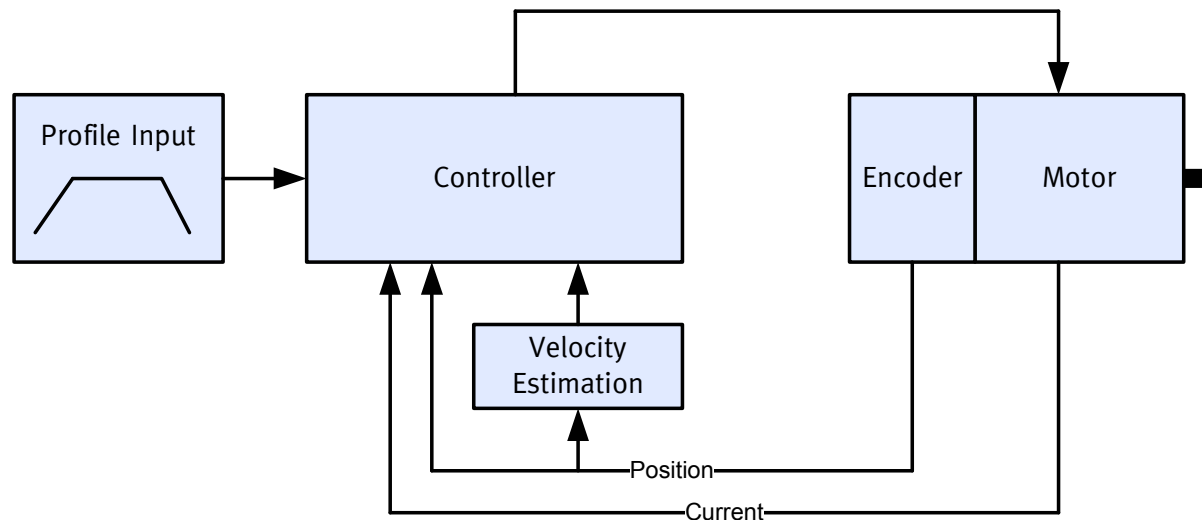 Profile Input
Controller
Encoder
Motor
Velocity
Estimation
Position
Current